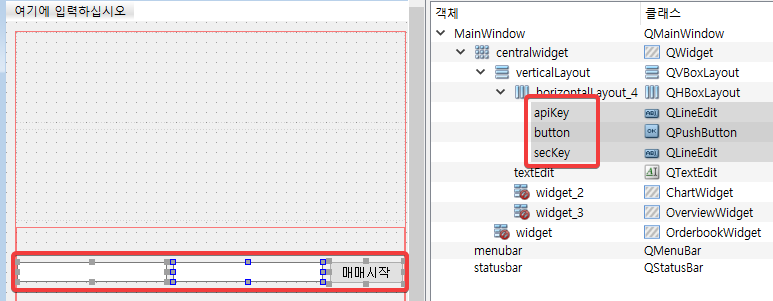 여기에 입력하십시오
매매시작
객체 클래스
MainWindow QMainWindow
centralwidget QWidget
verticalLayout QVBoxLayout
horizontalLayout_4 QHBoxLayout
apiKey QLineEdit
button QPushButton
secKey QLineEdit
textEdit QTextEdit
widget_2 ChartWidget
widget_3 OverviewWidget
widget OrderbookWidget
menubar QMenuBar
statusbar QStatusBar